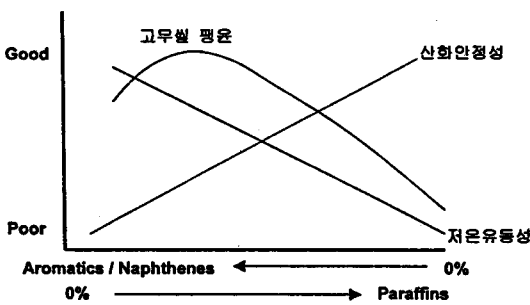 고무씰 팽윤
Good
산화안정성
Poor
저온유동성
Aromatics / Naphthenes
0%
0%
Paraffins